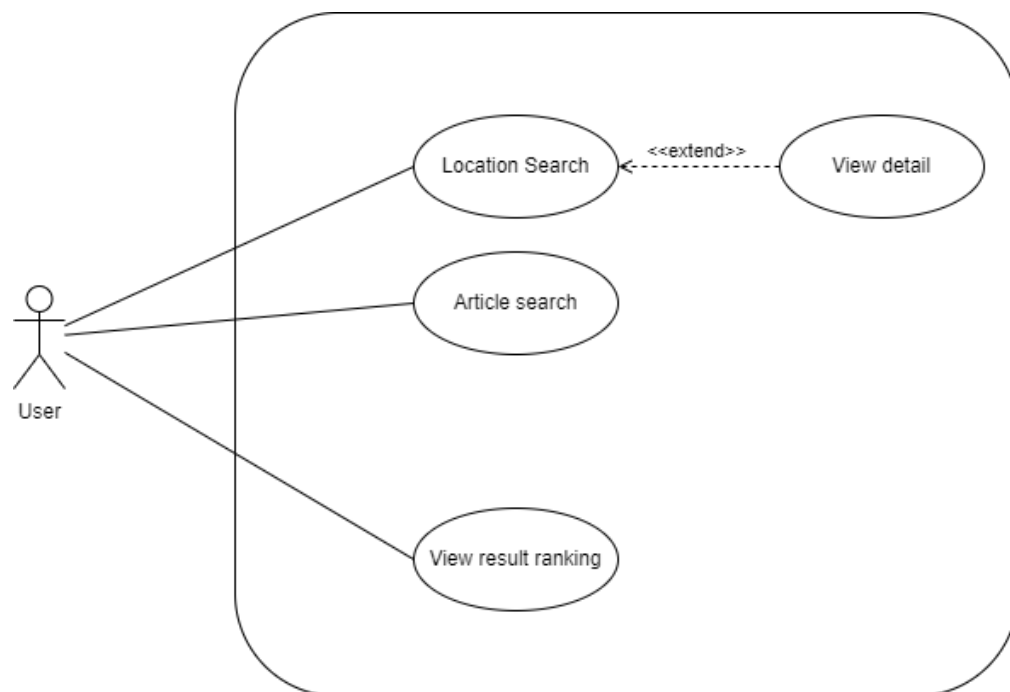 Location Search
<<extend>>
View detail
Article search
User
View result ranking